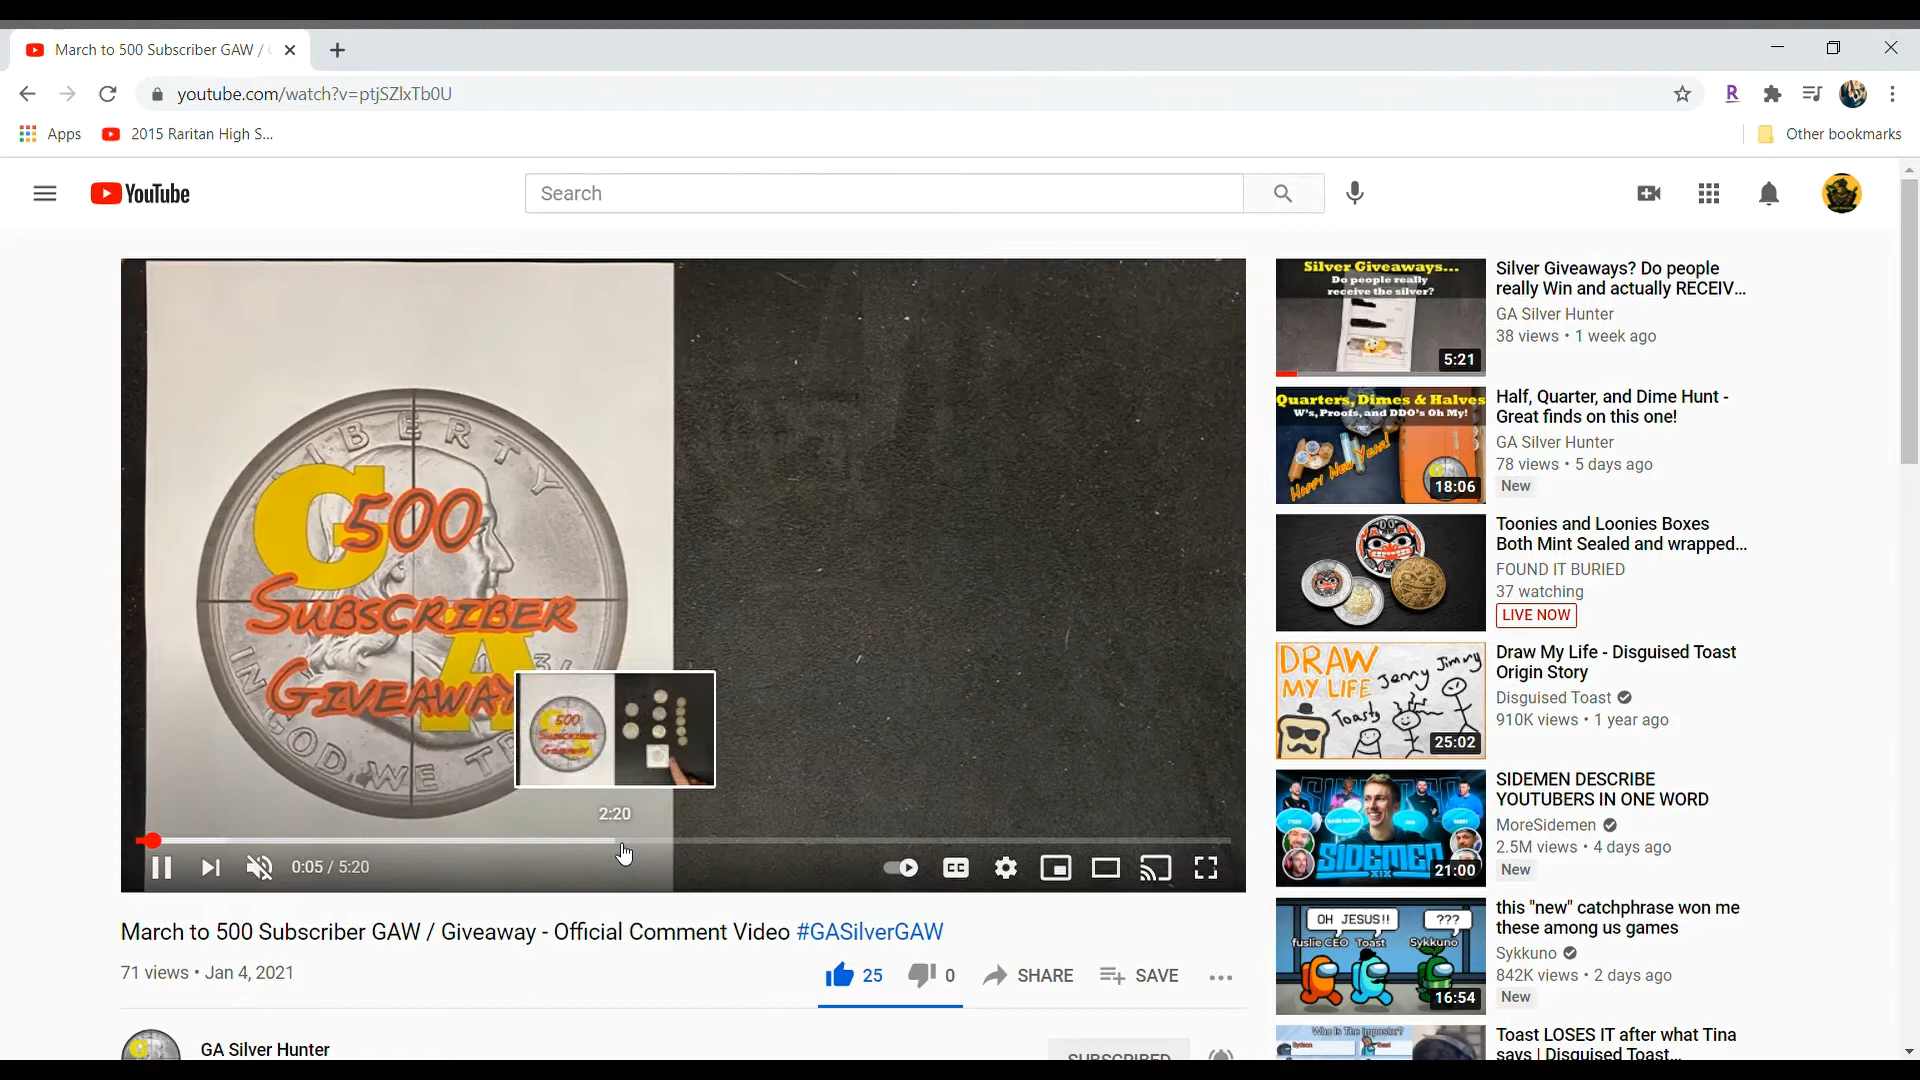 March to 500 Subscriber GAW /
youtube.com/watch?v=ptjSZlxTb0U
R
Apps
2015 Raritan High S...
Other bookmarks
YouTube
Search
LIBERTY
IN GOD WE
G
A
500
SUBSCRIBER
GIVEAWAY
500
Subscriber
Giveaway
2:20
0:05 / 5:20
CC
March to 500 Subscriber GAW / Giveaway - Official Comment Video #GASilverGAW
71 views • Jan 4, 2021
25
0
SHARE
SAVE
GA Silver Hunter
SUBSCRIBED
Silver Giveaways...
Do people really
receive the silver?
5:21
Silver Giveaways? Do people
really Win and actually RECEIV...
GA Silver Hunter
38 views • 1 week ago
Quarters, Dimes & Halves
W's, Proofs, and DDO's Oh My!
Happy New Year!
18:06
Half, Quarter, and Dime Hunt -
Great finds on this one!
GA Silver Hunter
78 views • 5 days ago
New
Toonies and Loonies Boxes
Both Mint Sealed and wrapped...
FOUND IT BURIED
37 watching
LIVE NOW
DRAW
MY LIFE
Jenny
Jimmy
Toasty
25:02
Draw My Life - Disguised Toast
Origin Story
Disguised Toast
910K views • 1 year ago
SIDEMEN
21:00
SIDEMEN DESCRIBE
YOUTUBERS IN ONE WORD
MoreSidemen
2.5M views • 4 days ago
New
OH JESUS!!
???
fuslie CEO
Toast
Sykkuno
16:54
this "new" catchphrase won me
these among us games
Sykkuno
842K views • 2 days ago
New
Who Is The Impostor?
Toast LOSES IT after what Tina
says | Disguised Toast...